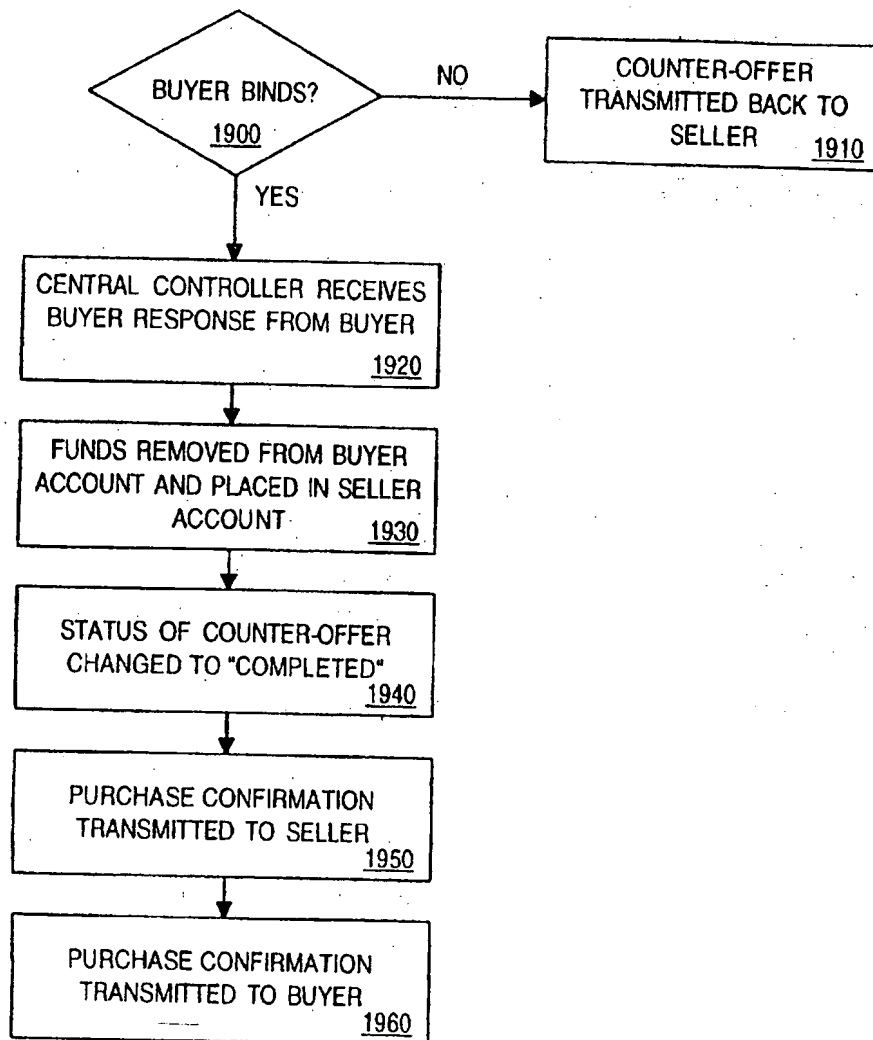 BUYER BINDS?
1900
NO
COUNTER-OFFER
TRANSMITTED BACK TO
SELLER
1910
YES
CENTRAL CONTROLLER RECEIVES
BUYER RESPONSE FROM BUYER
1920
FUNDS REMOVED FROM BUYER
ACCOUNT AND PLACED IN SELLER
ACCOUNT
1930
STATUS OF COUNTER-OFFER
CHANGED TO "COMPLETED"
1940
PURCHASE CONFIRMATION
TRANSMITTED TO SELLER
1950
PURCHASE CONFIRMATION
TRANSMITTED TO BUYER
1960